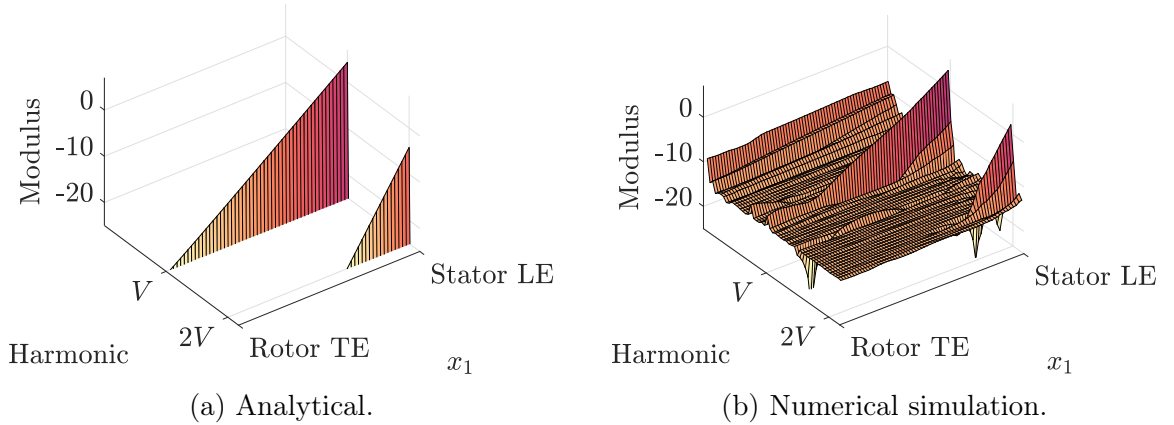 0
-10
-20
Modulus
V
2V
Harmonic
Rotor TE
Stator LE
x₁
(a) Analytical.
0
-10
-20
Modulus
V
2V
Harmonic
Rotor TE
Stator LE
x₁
(b) Numerical simulation.